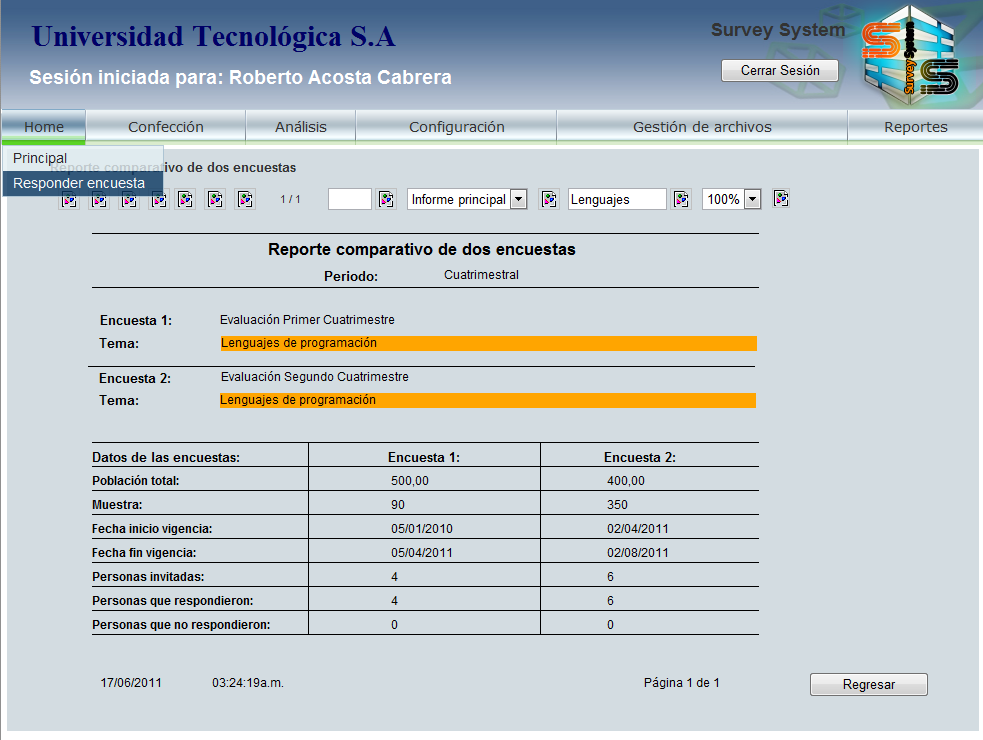 Universidad Tecnológica S.A
Survey System
Sesión iniciada para: Roberto Acosta Cabrera
Cerrar Sesión
Home Confección Análisis Configuración Gestión de archivos Reportes
Principal
Responder encuesta
Reporte comparativo de dos encuestas
1 / 1 Informe principal Lenguajes 100%
Reporte comparativo de dos encuestas
Periodo: Cuatrimestral
Encuesta 1: Evaluación Primer Cuatrimestre
Tema: Lenguajes de programación
Encuesta 2: Evaluación Segundo Cuatrimestre
Tema: Lenguajes de programación
Datos de las encuestas: Encuesta 1: Encuesta 2:
Población total: 500,00 400,00
Muestra: 90 350
Fecha inicio vigencia: 05/01/2010 02/04/2011
Fecha fin vigencia: 05/04/2011 02/08/2011
Personas invitadas: 4 6
Personas que respondieron: 4 6
Personas que no respondieron: 0 0
17/06/2011 03:24:19a.m. Página 1 de 1
Regresar